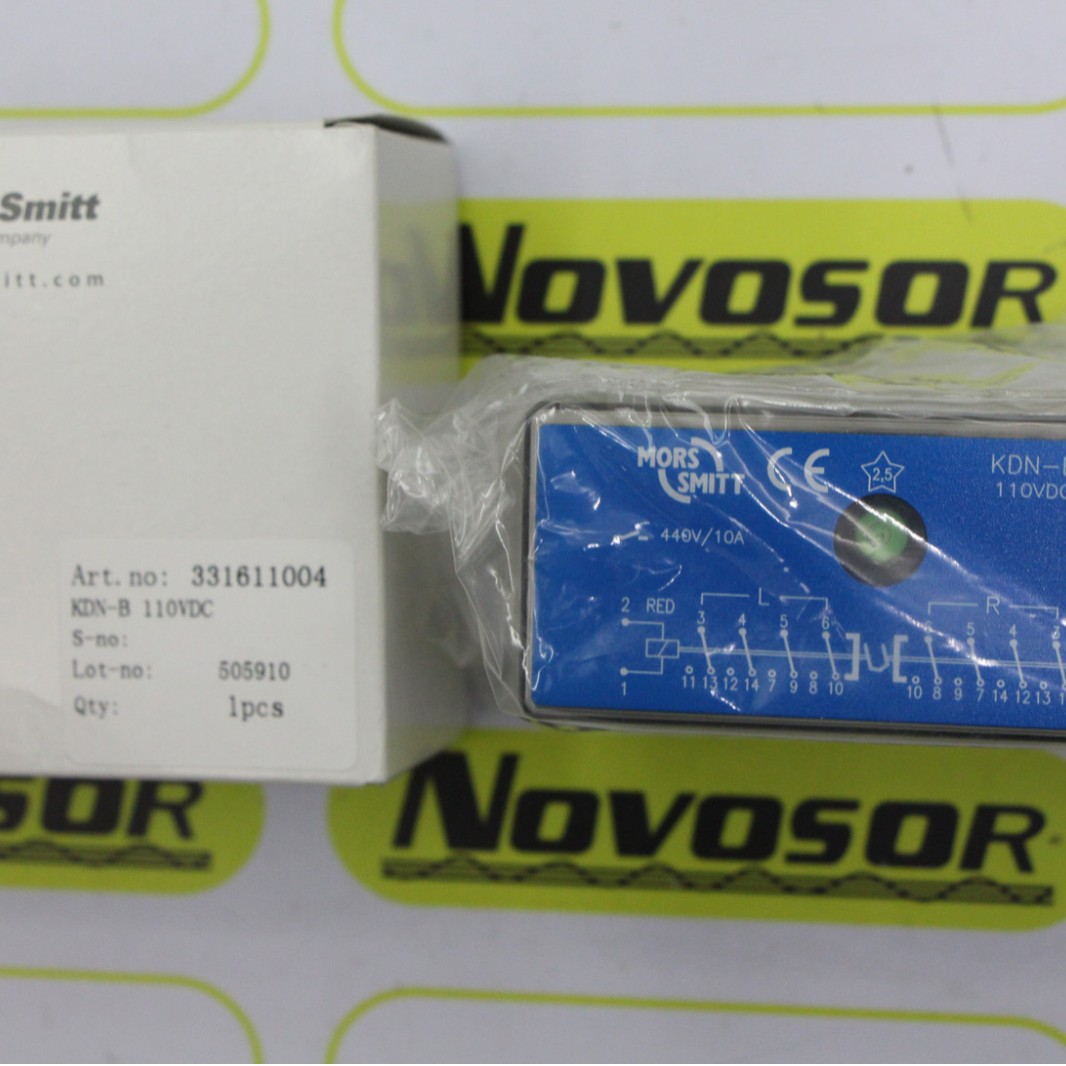 Smitt
mpany
itt.com
Art.no: 331611004
KDN-B 110VDC
S-no:
Lot-no: 505910
Qty: 1pcs
NOVOSOR
MORS
SMITT
CE
2,5
KDN-
110VDC
440V/10A
2 RED L R
3 4 5 6 6 5 4 3
1
11 13 12 14 7 9 8 10 10 8 9 7 14 12 13
SOR
NOVOSOR